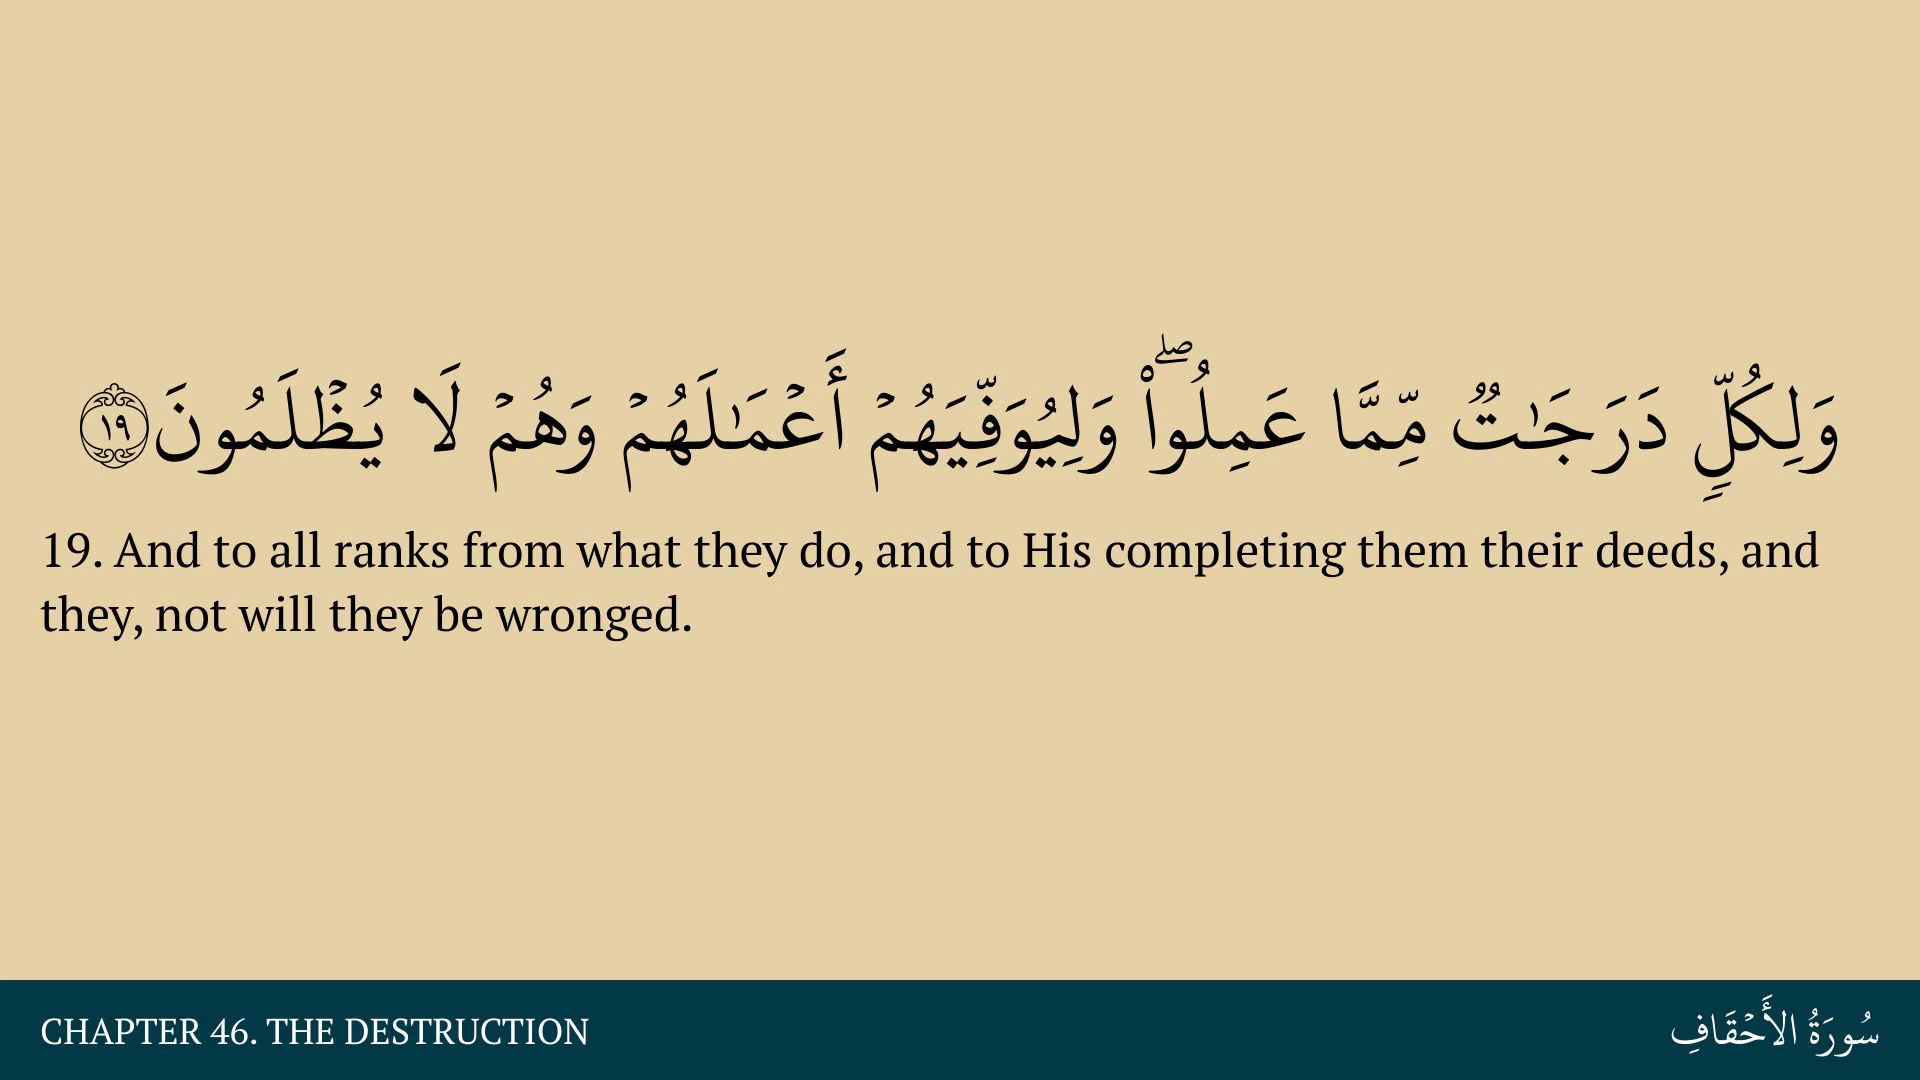 وَلِكُلٍّۢ دَرَجَـٰتٌۭ مِّمَّا عَمِلُوا۟ ۖ وَلِيُوَفِّيَهُمْ أَعْمَـٰلَهُمْ وَهُمْ لَا يُظْلَمُونَ ١٩
19. And to all ranks from what they do, and to His completing them their deeds, and
they, not will they be wronged.
CHAPTER 46. THE DESTRUCTION
سُورَةُ الأَحْقَافِ